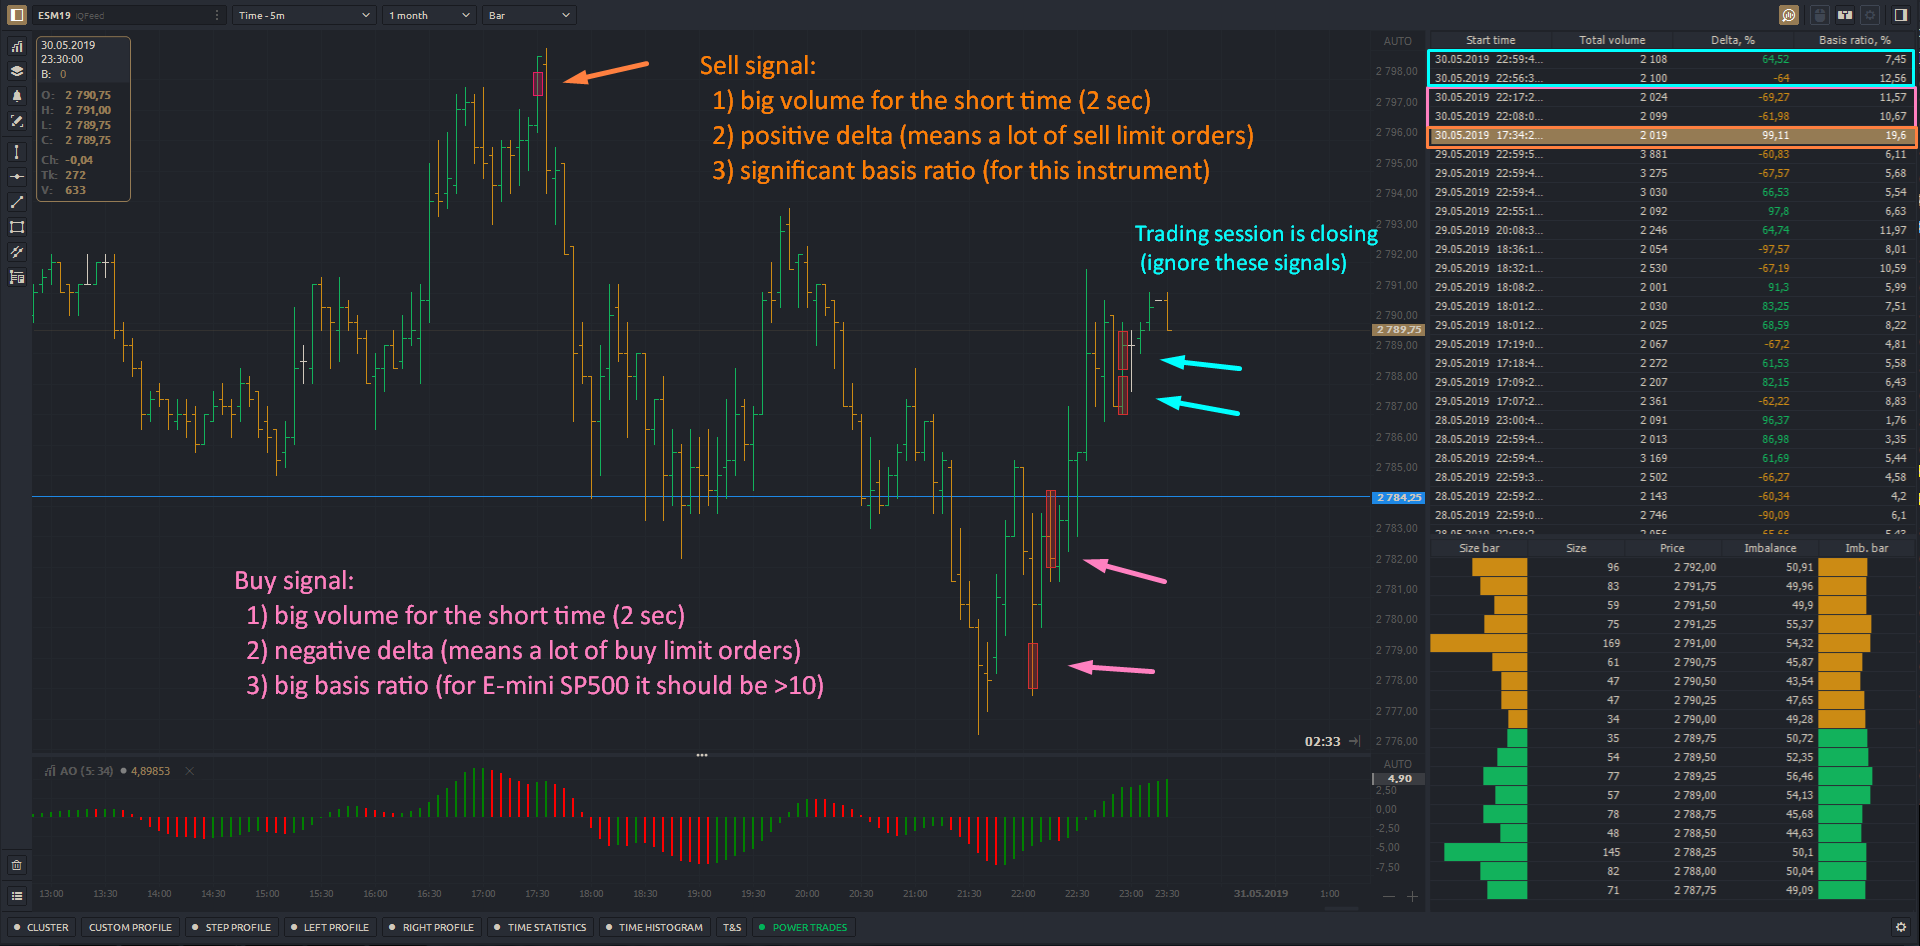 ESM19 iQFeed
Time - 5m
1 month
Bar
30.05.2019
23:30:00
B: 0
O: 2 790,75
H: 2 791,00
L: 2 789,75
C: 2 789,75
Ch: -0,04
Tk: 272
V: 633
Sell signal:
1) big volume for the short time (2 sec)
2) positive delta (means a lot of sell limit orders)
3) significant basis ratio (for this instrument)
Trading session is closing
(ignore these signals)
Buy signal:
1) big volume for the short time (2 sec)
2) negative delta (means a lot of buy limit orders)
3) big basis ratio (for E-mini SP500 it should be >10)
02:33
AUTO
2 798,00
2 797,00
2 796,00
2 795,00
2 794,00
2 793,00
2 792,00
2 791,00
2 790,00
2 789,75
2 789,00
2 788,00
2 787,00
2 786,00
2 785,00
2 784,25
2 783,00
2 782,00
2 781,00
2 780,00
2 779,00
2 778,00
2 777,00
2 776,00
AO (5: 34) 4,89853
AUTO
4,90
2,50
0,00
-2,50
-5,00
-7,50
13:00 13:30 14:00 14:30 15:00 15:30 16:00 16:30 17:00 17:30 18:00 18:30 19:00 19:30 20:00 20:30 21:00 21:30 22:00 22:30 23:00 23:30 31.05.2019 1:00
Start time Total volume Delta, % Basis ratio, %
30.05.2019 22:59:4... 2 108 64,52 7,45
30.05.2019 22:56:3... 2 100 -64 12,56
30.05.2019 22:17:2... 2 024 -69,27 11,57
30.05.2019 22:08:0... 2 099 -61,98 10,67
30.05.2019 17:34:2... 2 019 99,11 19,6
29.05.2019 22:59:5... 3 881 -60,83 6,11
29.05.2019 22:59:4... 3 275 -67,57 5,68
29.05.2019 22:59:4... 3 030 66,53 5,54
29.05.2019 22:55:1... 2 092 97,8 6,63
29.05.2019 20:08:3... 2 246 64,74 11,97
29.05.2019 18:36:1... 2 054 -97,57 8,01
29.05.2019 18:32:1... 2 530 -67,19 10,59
29.05.2019 18:08:2... 2 001 91,3 5,99
29.05.2019 18:01:2... 2 030 83,25 7,51
29.05.2019 18:01:2... 2 025 68,59 8,22
29.05.2019 17:19:0... 2 067 -67,2 4,81
29.05.2019 17:18:4... 2 272 61,53 5,58
29.05.2019 17:09:2... 2 207 82,15 6,43
29.05.2019 17:07:2... 2 361 -62,22 8,83
28.05.2019 23:00:4... 2 091 96,37 1,76
28.05.2019 22:59:4... 2 013 86,98 3,35
28.05.2019 22:59:4... 3 169 61,69 5,44
28.05.2019 22:59:3... 2 502 -66,27 4,58
28.05.2019 22:59:2... 2 143 -60,34 4,2
28.05.2019 22:59:0... 2 746 -90,09 6,1
Size bar Size Price Imbalance Imb. bar
96 2 792,00 50,91
83 2 791,75 49,96
59 2 791,50 49,9
75 2 791,25 55,37
169 2 791,00 54,32
61 2 790,75 45,87
47 2 790,50 43,54
47 2 790,25 47,65
34 2 790,00 49,28
35 2 789,75 50,72
54 2 789,50 52,35
77 2 789,25 56,46
57 2 789,00 54,13
78 2 788,75 45,68
48 2 788,50 44,63
145 2 788,25 50,1
82 2 788,00 50,04
71 2 787,75 49,09
CLUSTER CUSTOM PROFILE STEP PROFILE LEFT PROFILE RIGHT PROFILE TIME STATISTICS TIME HISTOGRAM T&S POWER TRADES